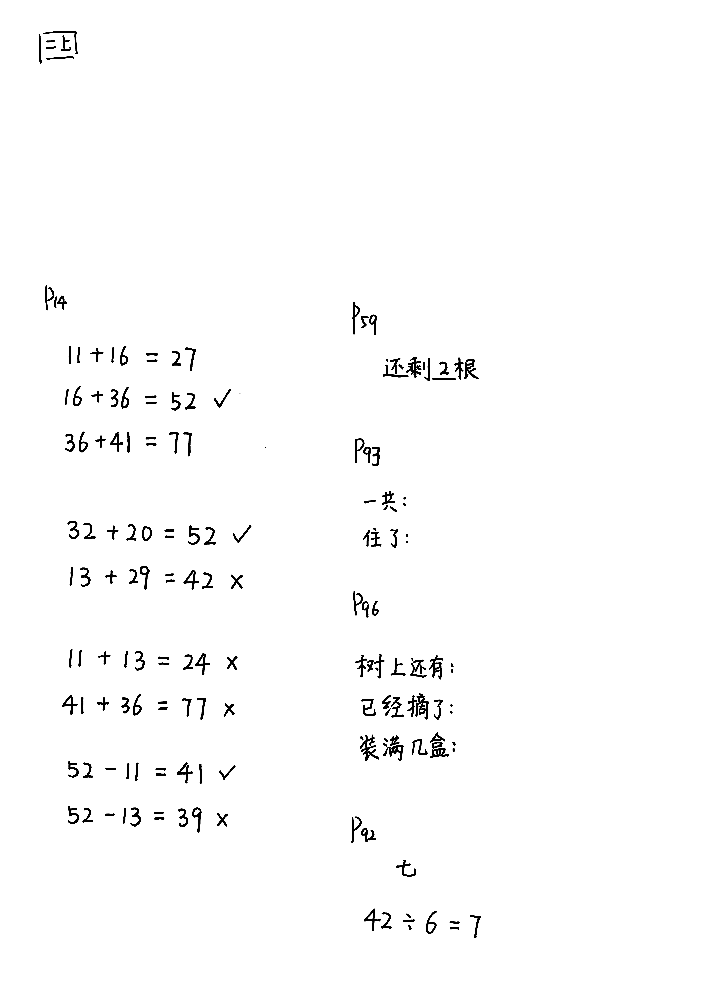 二上
P14
11+16 = 27
16+36 = 52 ✓
36+41 = 77
32+20 = 52 ✓
13+29 = 42 ×
11+13 = 24 ×
41+36 = 77 ×
52-11 = 41 ✓
52-13 = 39 ×
P59
还剩2根
P93
一共:
住了:
P96
树上还有:
已经摘了:
装满几盒:
P92
七
42÷6=7